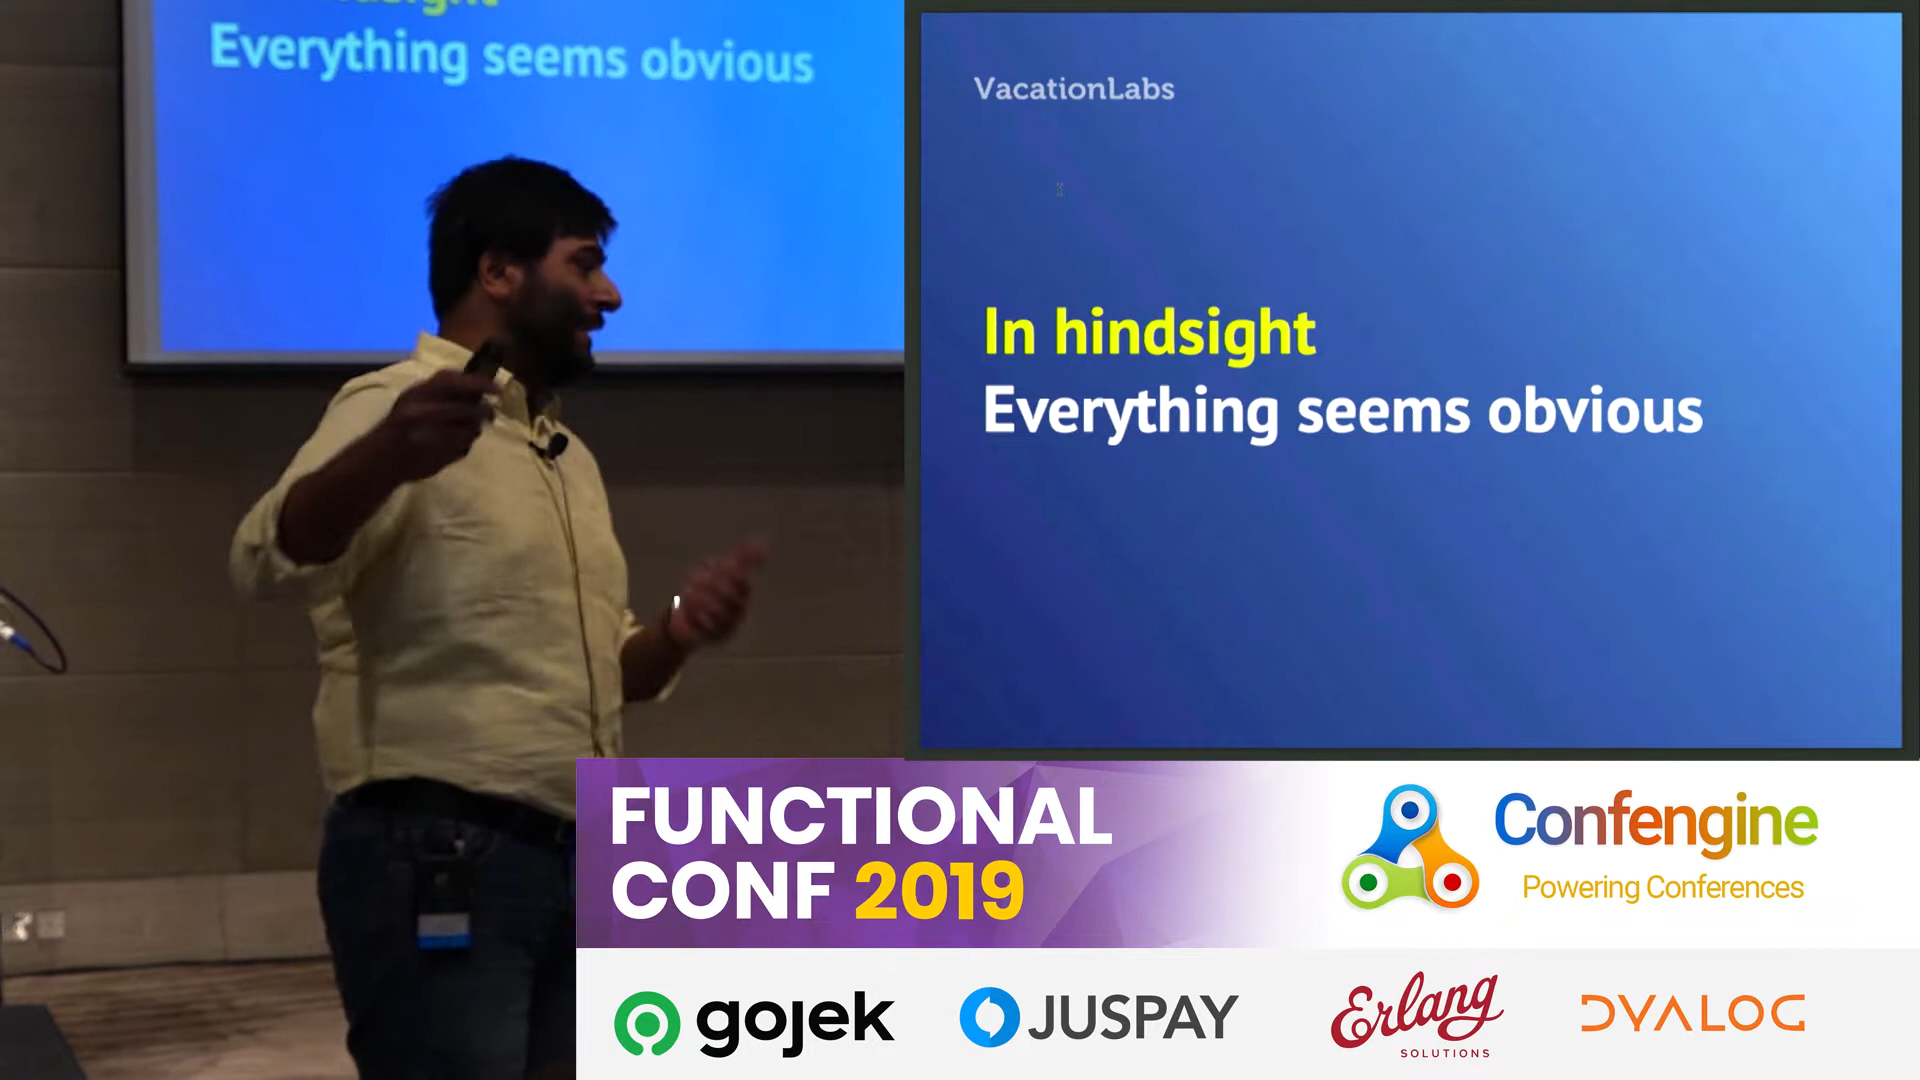 Everything seems obvious
VacationLabs
In hindsight
Everything seems obvious
FUNCTIONAL
CONF 2019
Confengine
Powering Conferences
gojek
JUSPAY
Erlang
SOLUTIONS
DYALOG